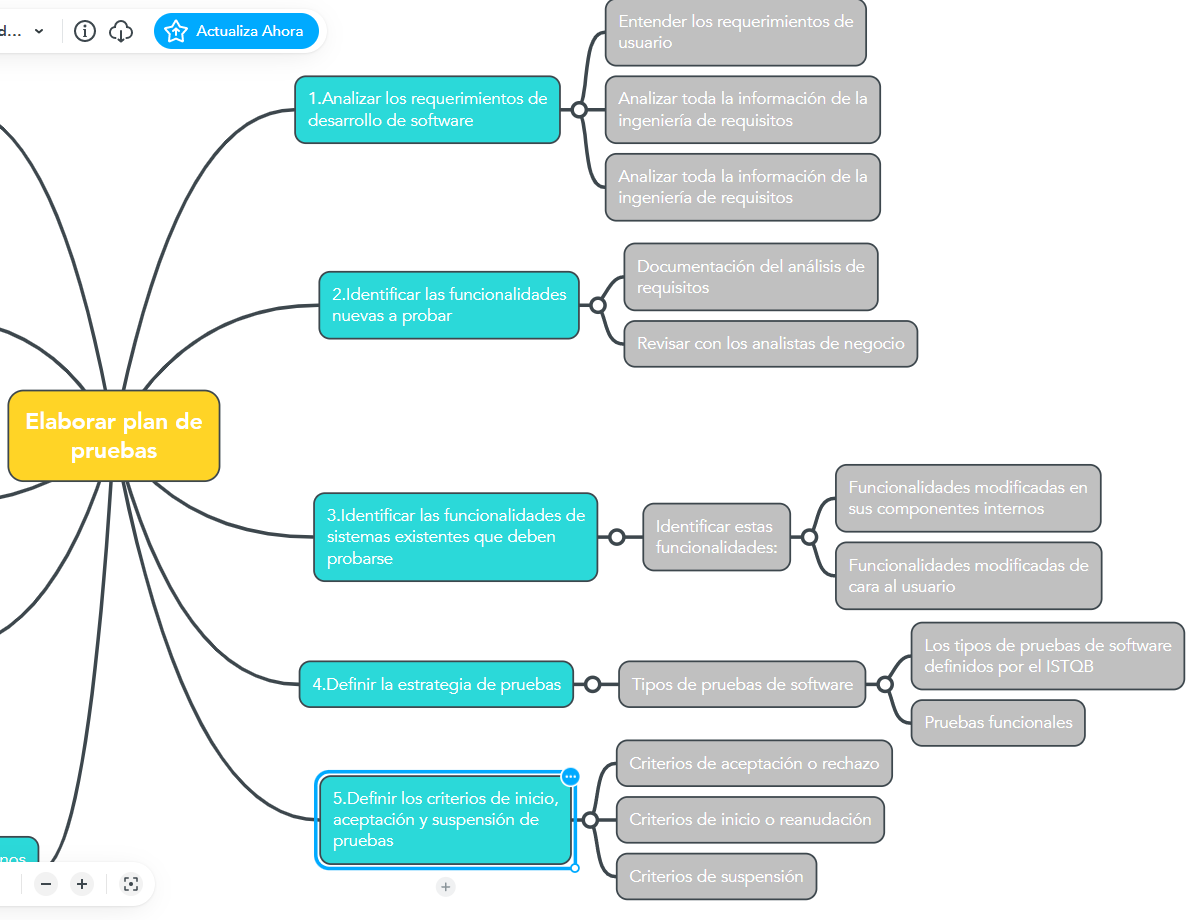 d...
Actualiza Ahora
Entender los requerimientos de
usuario
1.Analizar los requerimientos de
desarrollo de software
Analizar toda la información de la
ingeniería de requisitos
Analizar toda la información de la
ingeniería de requisitos
2.Identificar las funcionalidades
nuevas a probar
Documentación del análisis de
requisitos
Revisar con los analistas de negocio
Elaborar plan de
pruebas
3.Identificar las funcionalidades de
sistemas existentes que deben
probarse
Identificar estas
funcionalidades:
Funcionalidades modificadas en
sus componentes internos
Funcionalidades modificadas de
cara al usuario
4.Definir la estrategia de pruebas
Tipos de pruebas de software
Los tipos de pruebas de software
definidos por el ISTQB
Pruebas funcionales
5.Definir los criterios de inicio,
aceptación y suspensión de
pruebas
Criterios de aceptación o rechazo
Criterios de inicio o reanudación
Criterios de suspensión